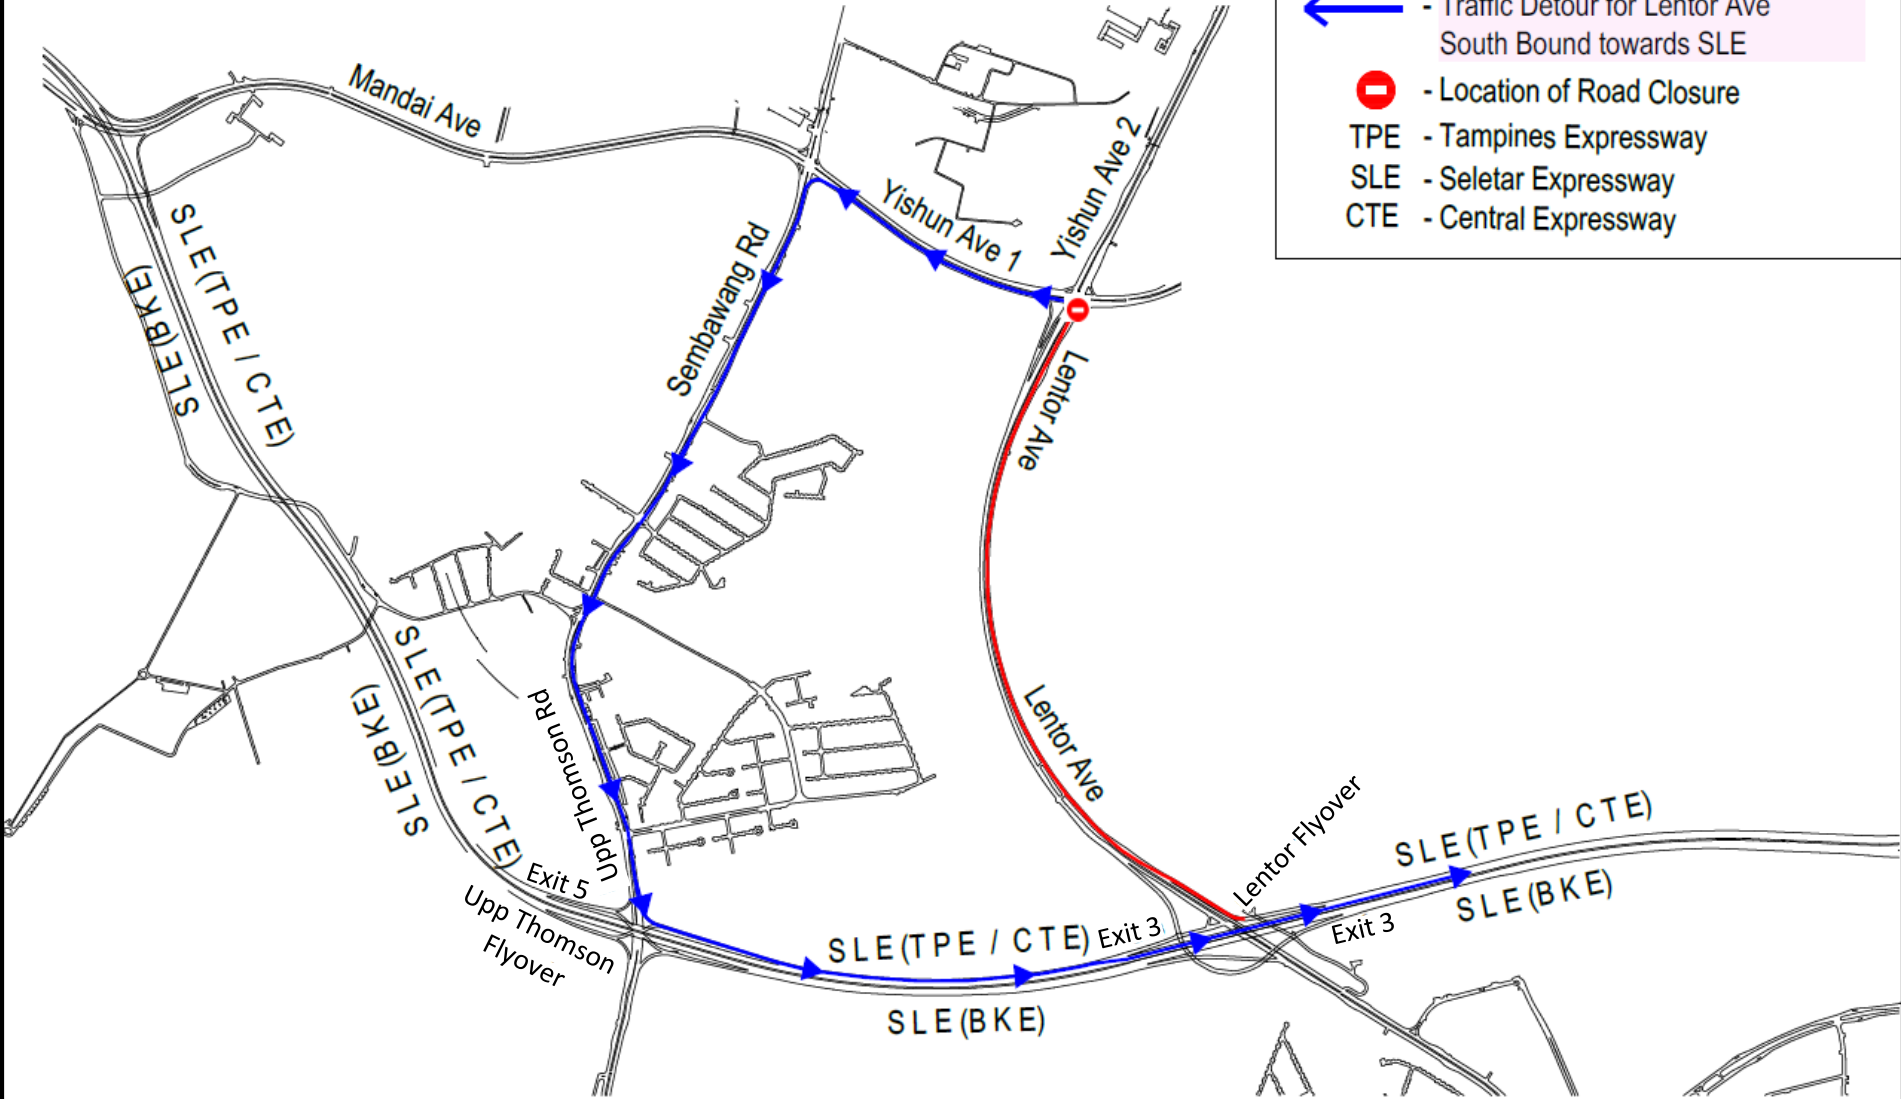 - Traffic Detour for Lentor Ave
South Bound towards SLE
- Location of Road Closure
TPE - Tampines Expressway
SLE - Seletar Expressway
CTE - Central Expressway
Mandai Ave
Yishun Ave 2
Yishun Ave 1
Sembawang Rd
SLE(TPE / CTE)
SLE(BKE)
Lentor Ave
SLE(TPE / CTE)
SLE(BKE)
Upp Thomson Rd
Lentor Ave
Lentor Flyover
SLE(TPE / CTE)
SLE(BKE)
Exit 5
Upp Thomson
Flyover
SLE(TPE / CTE)
Exit 3
Exit 3
SLE(BKE)